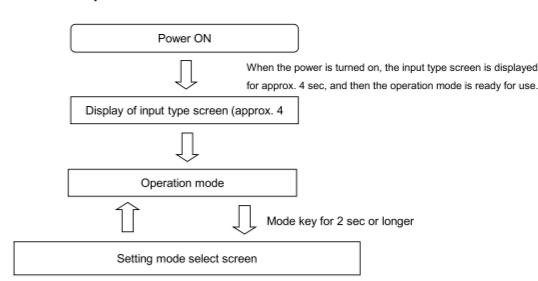 Power ON
When the power is turned on, the input type screen is displayed
for approx. 4 sec, and then the operation mode is ready for use.
Display of input type screen (approx. 4
Operation mode
Mode key for 2 sec or longer
Setting mode select screen